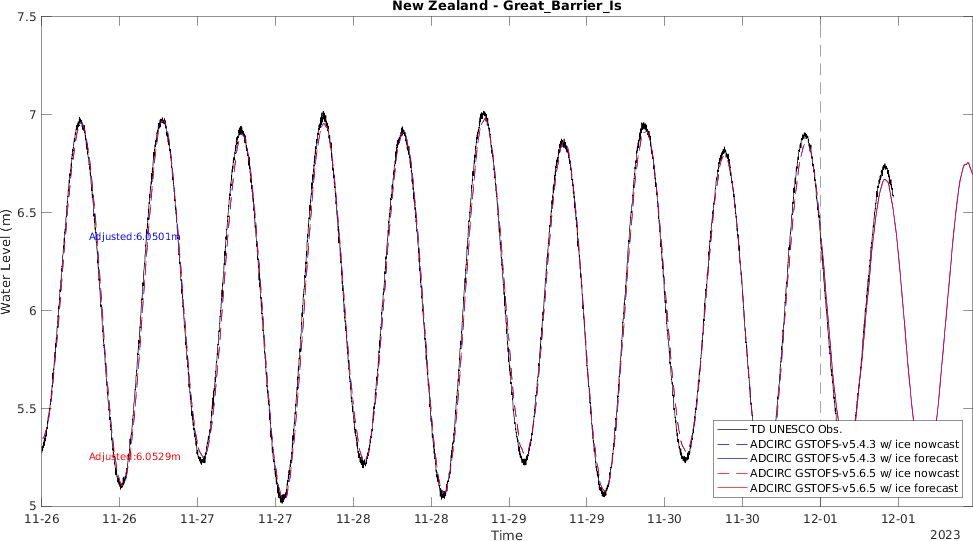 New Zealand - Great_Barrier_Is
7.5
7
6.5
6
5.5
5
Water Level (m)
Adjusted:6.0501m
Adjusted:6.0529m
TD UNESCO Obs.
ADCIRC GSTOFS-v5.4.3 w/ ice nowcast
ADCIRC GSTOFS-v5.4.3 w/ ice forecast
ADCIRC GSTOFS-v5.6.5 w/ ice nowcast
ADCIRC GSTOFS-v5.6.5 w/ ice forecast
11-26 11-26 11-27 11-27 11-28 11-28 11-29 11-29 11-30 11-30 12-01 12-01
Time
2023